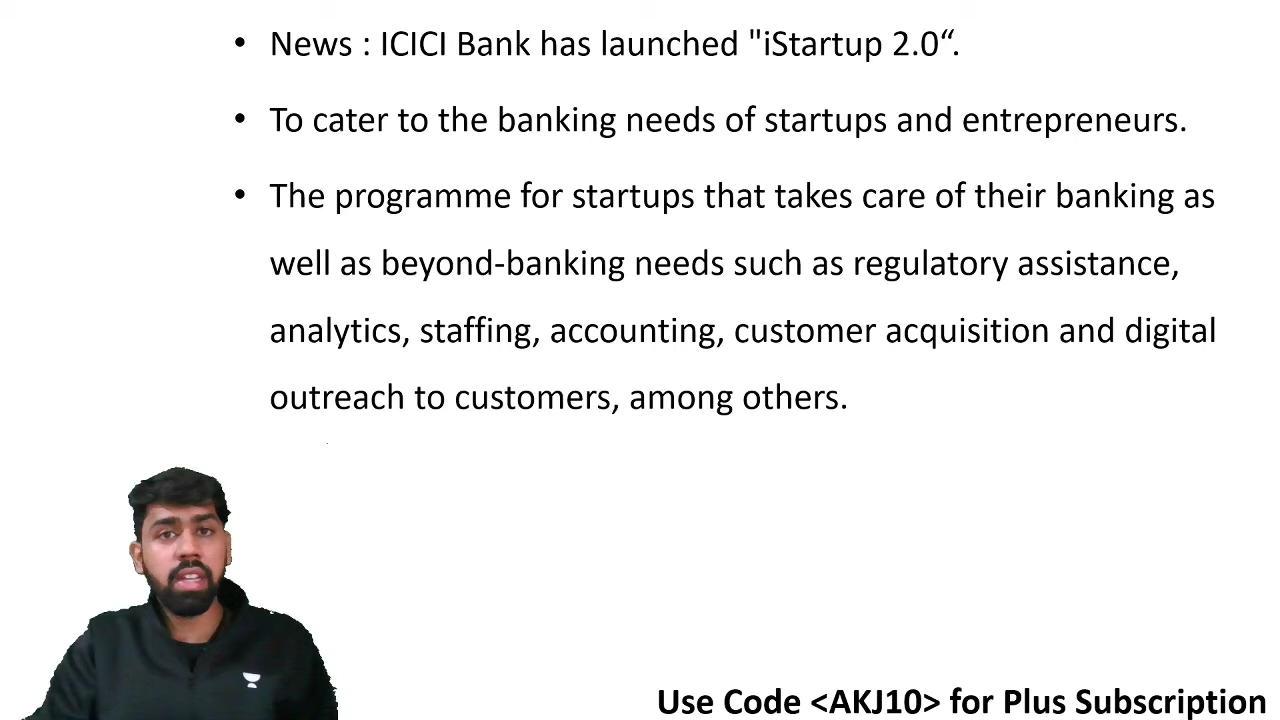 • News : ICICI Bank has launched "iStartup 2.0“.
• To cater to the banking needs of startups and entrepreneurs.
• The programme for startups that takes care of their banking as
well as beyond-banking needs such as regulatory assistance,
analytics, staffing, accounting, customer acquisition and digital
outreach to customers, among others.
Use Code <AKJ10> for Plus Subscription